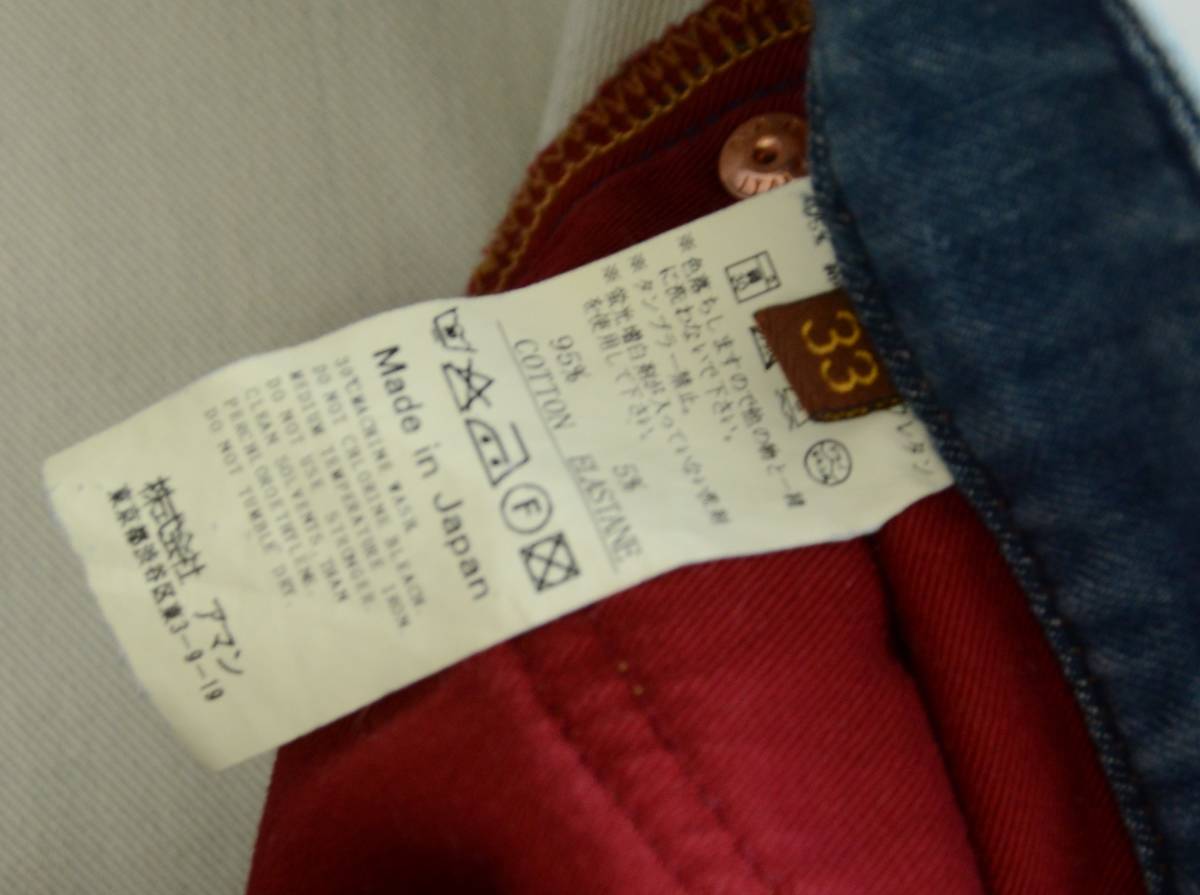 33
レタン
※色落ちしますので他の物と一緒
に洗わないで下さい。
※タンブラー禁止。
※蛍光増白剤が入っていない洗剤
を使用して下さい。
95% 5%
COTTON ELASTANE
F
Made in Japan
30℃MACHINE WASH
DO NOT CHLORINE BLEACH
MEDIUM TEMPERATURE IRON
DO NOT USE STRINGER
CLEAN SOLVENTS THAN
PERCHLOROETHYLENE.
DO NOT TUMBLE DRY.
株式会社 アマン
東京都渋谷区東3-9-19